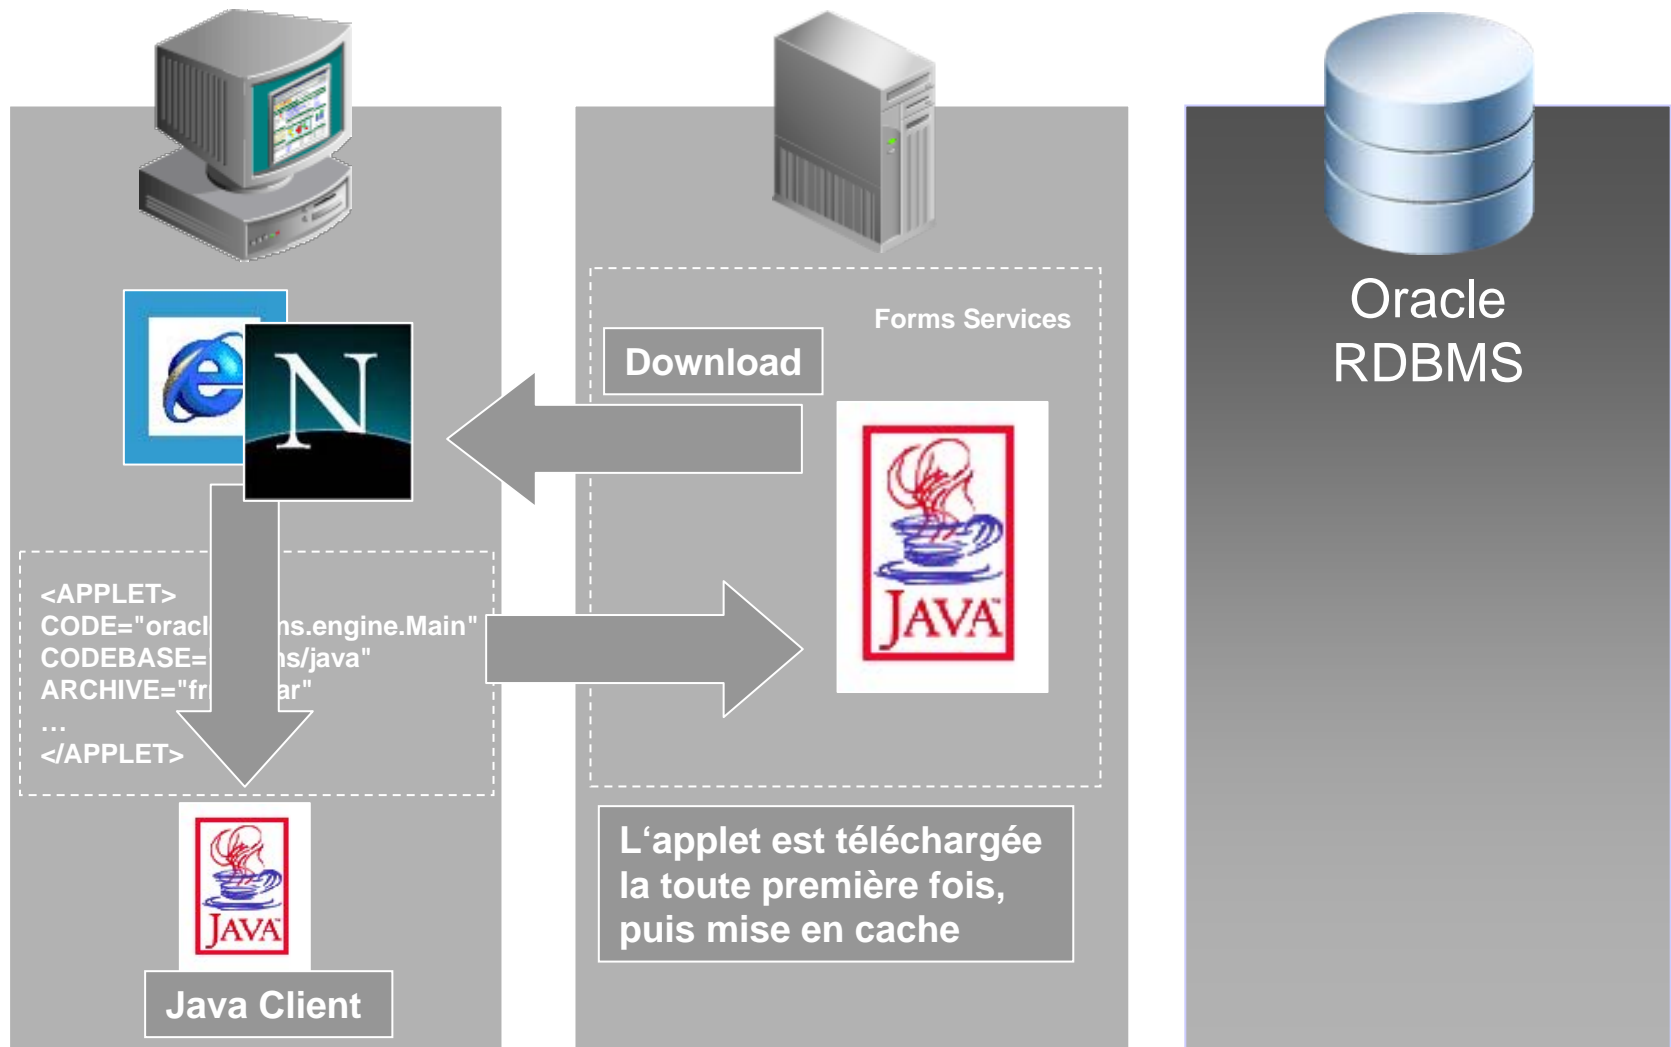 Oracle
RDBMS
Forms Services
Download
N
JAVA
<APPLET>
CODE="oracl ms.engine.Main"
CODEBASE= ns/java"
ARCHIVE="fr ar"
…
</APPLET>
L‘applet est téléchargée
la toute première fois,
puis mise en cache
JAVA
Java Client